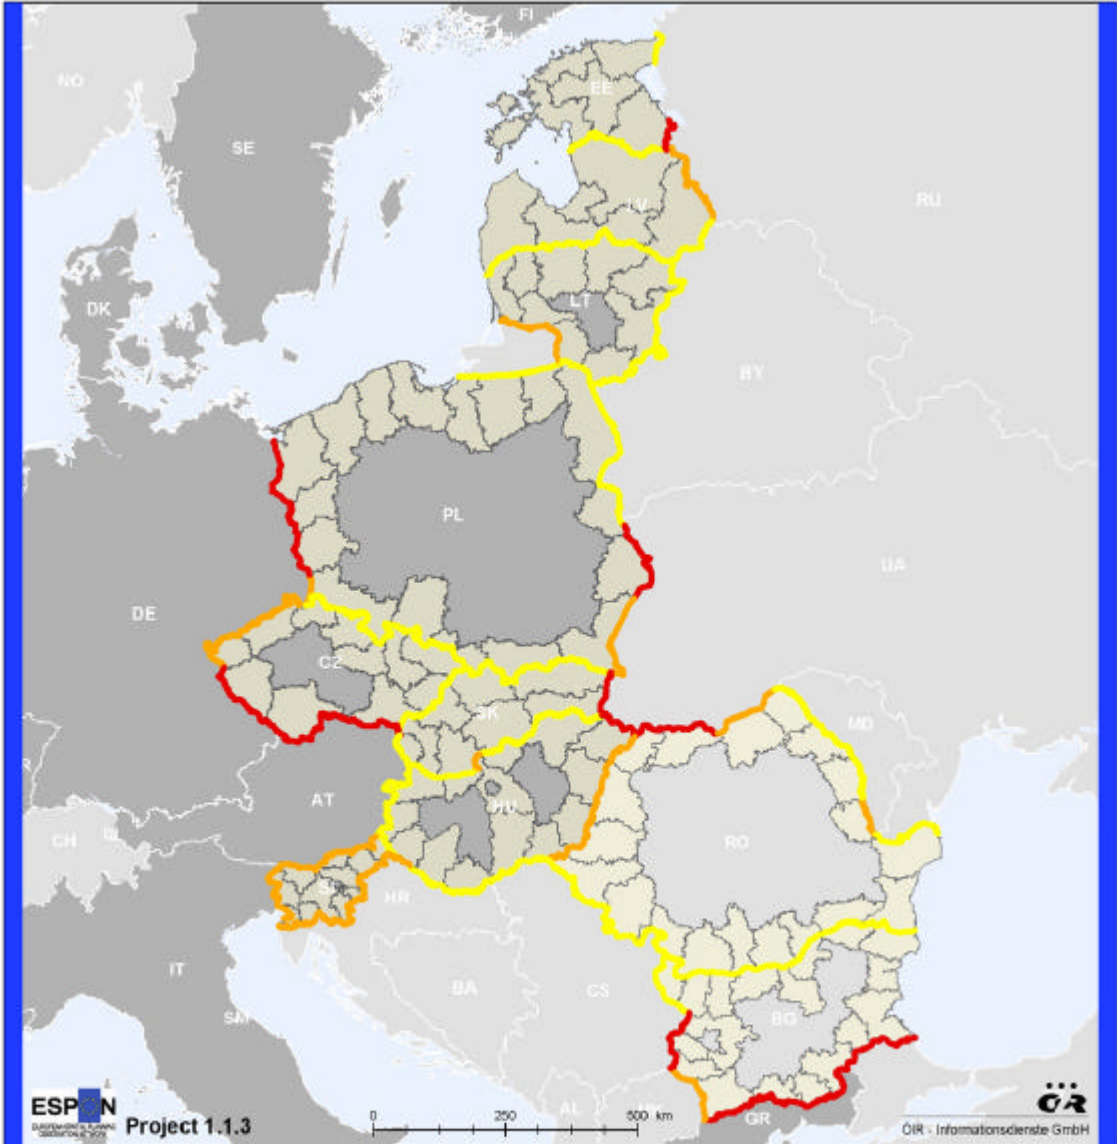 FI
NO
EE
SE
RU
LV
DK
LT
BY
PL
UA
DE
CZ
SK
MD
AT
HU
CH
RO
HR
IT
BA
CS
BG
AL
GR
ESPON
Project 1.1.3
0 250 500 km
ÖIR
ÖIR - Informationsdienste GmbH